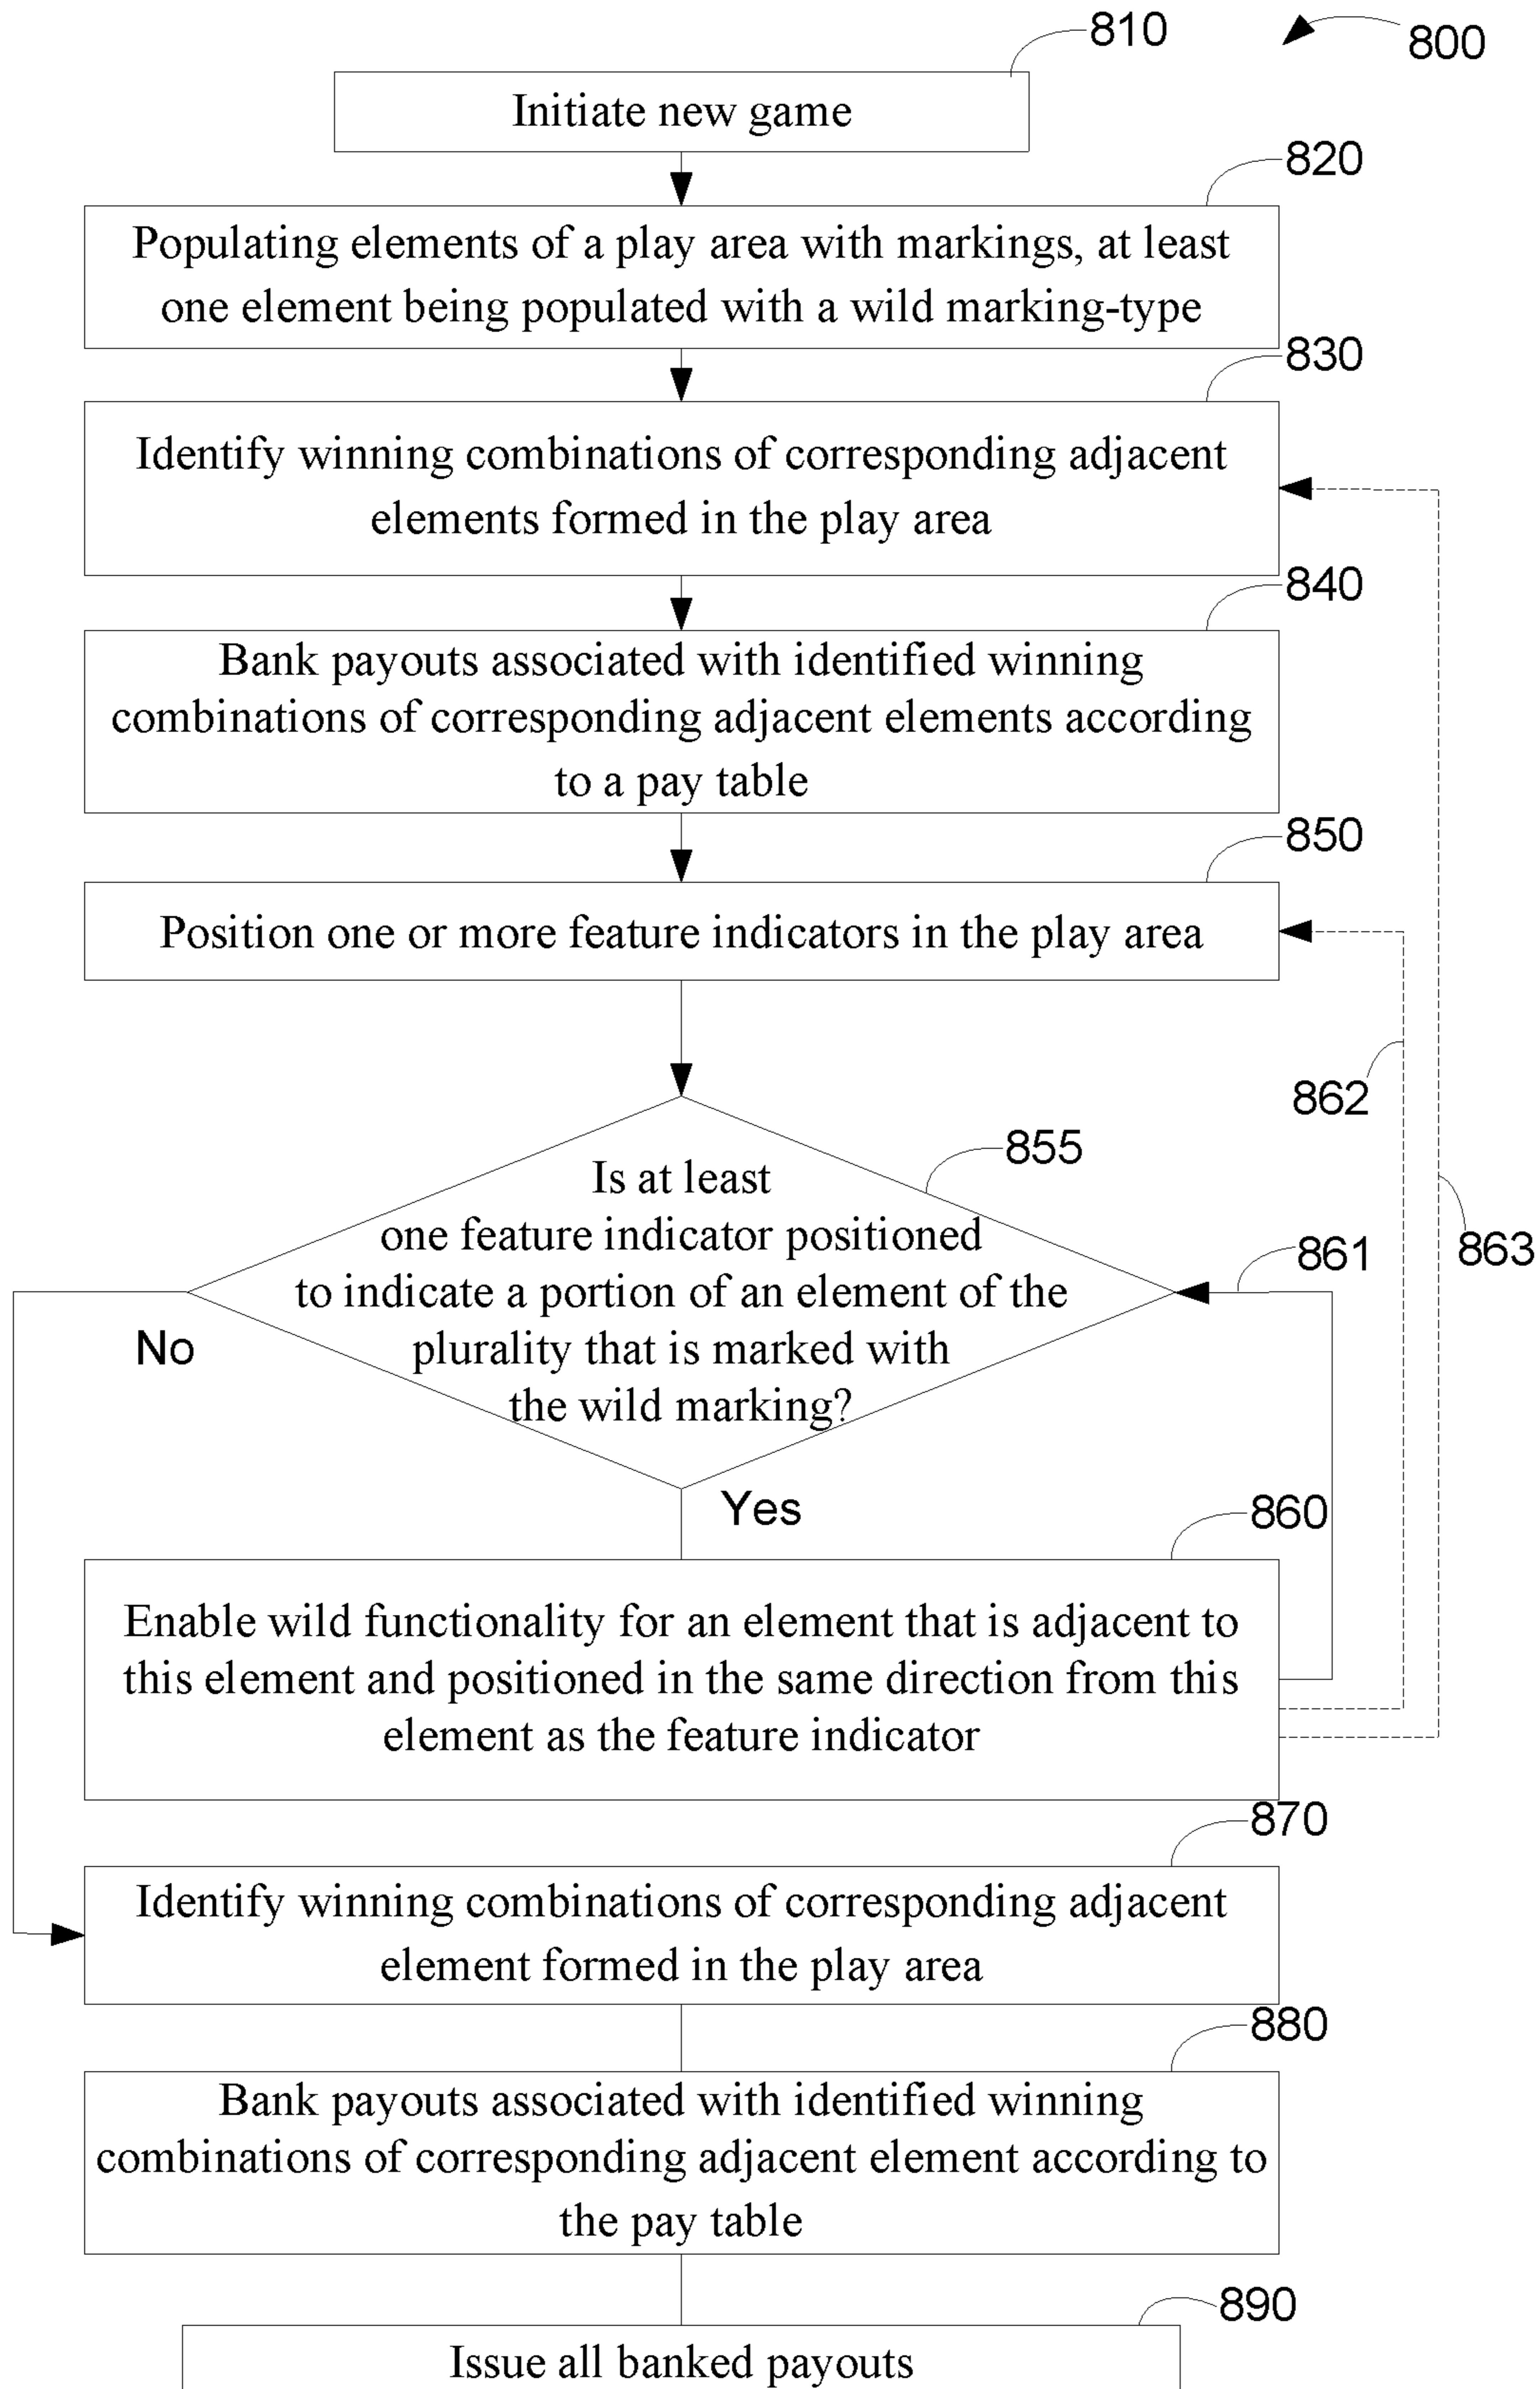 810
800
Initiate new game
820
Populating elements of a play area with markings, at least
one element being populated with a wild marking-type
830
Identify winning combinations of corresponding adjacent
elements formed in the play area
840
Bank payouts associated with identified winning
combinations of corresponding adjacent elements according
to a pay table
850
Position one or more feature indicators in the play area
862
855
Is at least
one feature indicator positioned
to indicate a portion of an element of the
plurality that is marked with
the wild marking?
861
863
No
Yes
860
Enable wild functionality for an element that is adjacent to
this element and positioned in the same direction from this
element as the feature indicator
870
Identify winning combinations of corresponding adjacent
element formed in the play area
880
Bank payouts associated with identified winning
combinations of corresponding adjacent element according to
the pay table
890
Issue all banked payouts